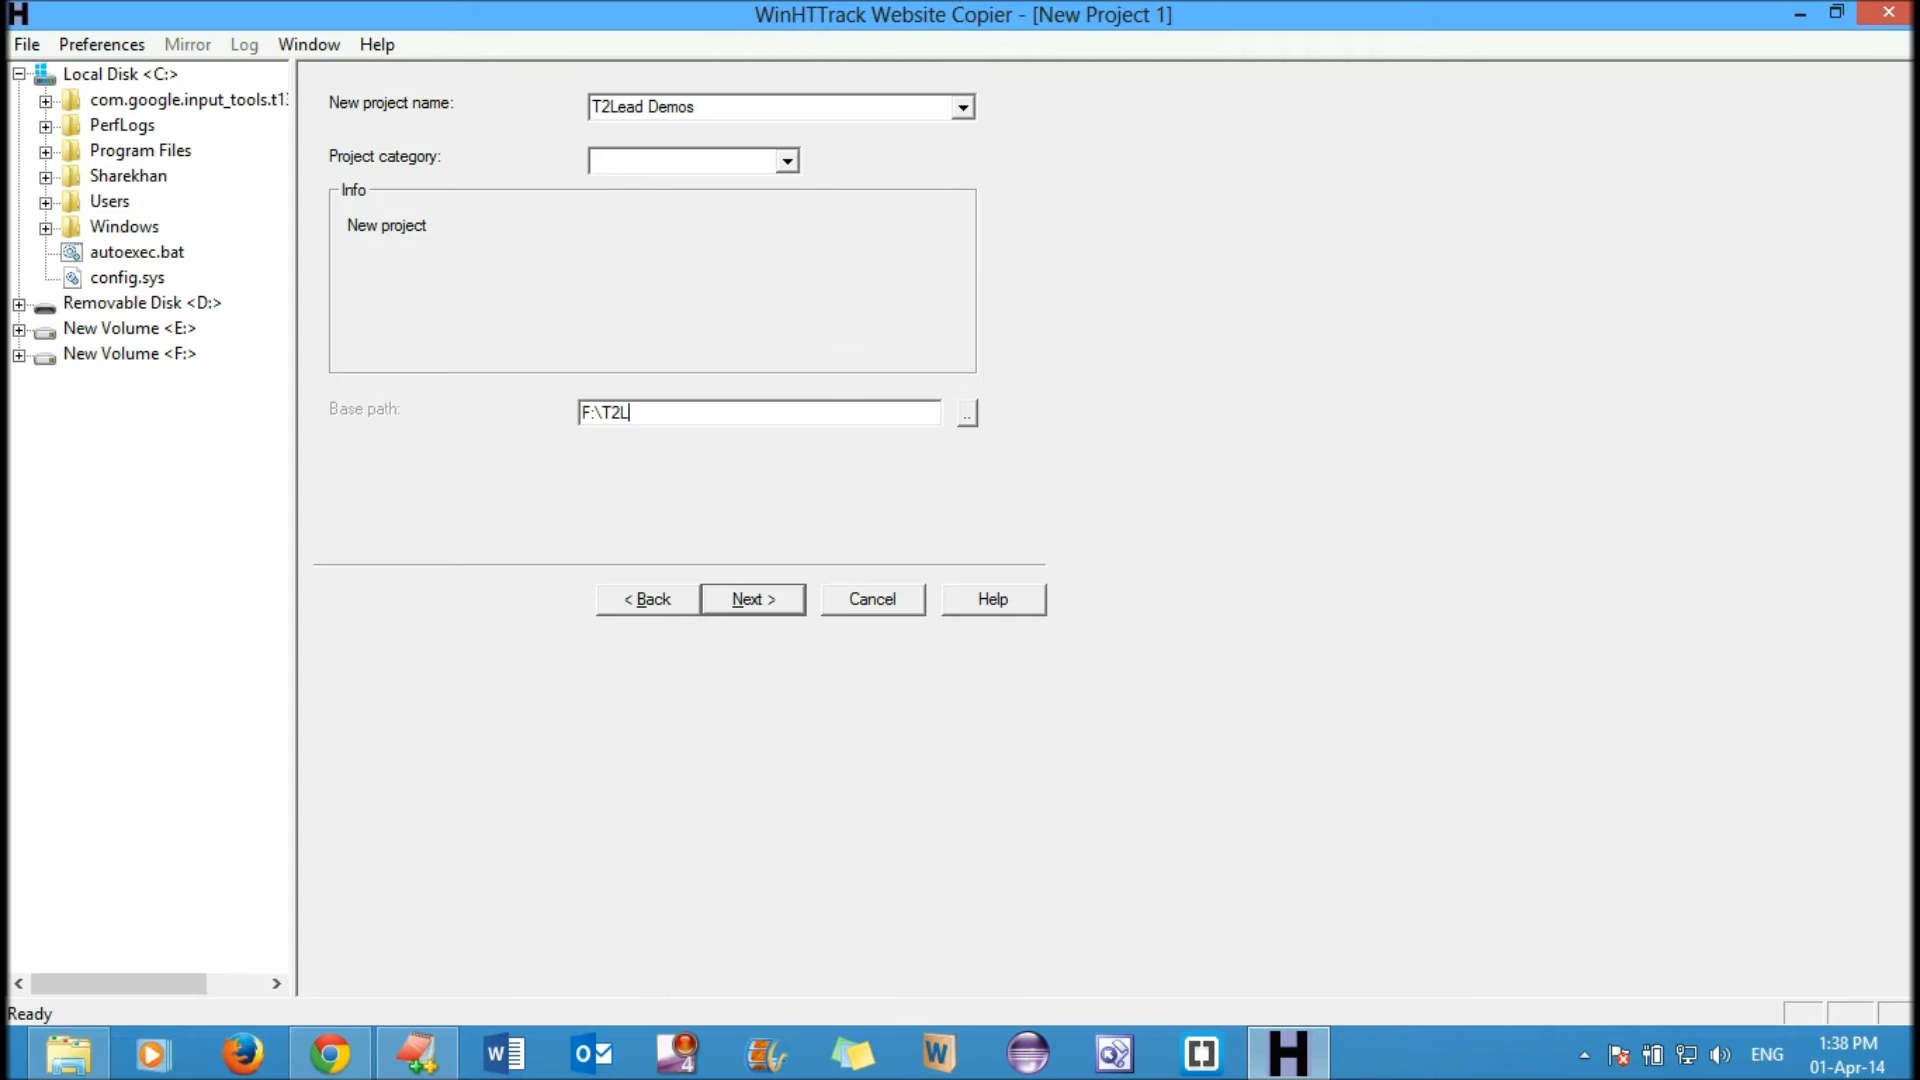 WinHTTrack Website Copier - [New Project 1]
File Preferences Mirror Log Window Help
Local Disk <C:>
com.google.input_tools.t13
PerfLogs
Program Files
Sharekhan
Users
Windows
autoexec.bat
config.sys
Removable Disk <D:>
New Volume <E:>
New Volume <F:>
New project name:
T2Lead Demos
Project category:
Info
New project
Base path:
F:\T2L
..
< Back
Next >
Cancel
Help
Ready
ENG
1:38 PM
01-Apr-14